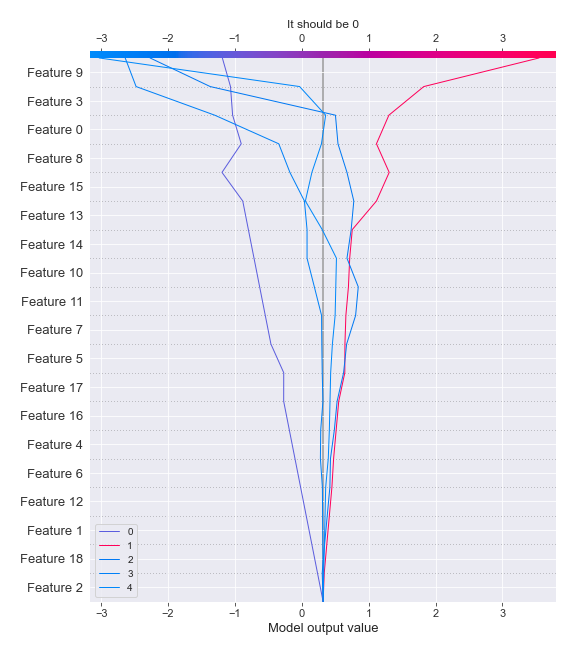 It should be 0
−3 −2 −1 0 1 2 3
Feature 9
Feature 3
Feature 0
Feature 8
Feature 15
Feature 13
Feature 14
Feature 10
Feature 11
Feature 7
Feature 5
Feature 17
Feature 16
Feature 4
Feature 6
Feature 12
Feature 1
Feature 18
Feature 2
0
1
2
3
4
−3 −2 −1 0 1 2 3
Model output value